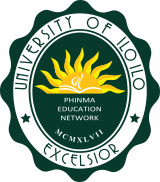 UNIVERSITY OF ILOILO
PHINMA
EDUCATION
NETWORK
MCMXLVII
EXCELSIOR